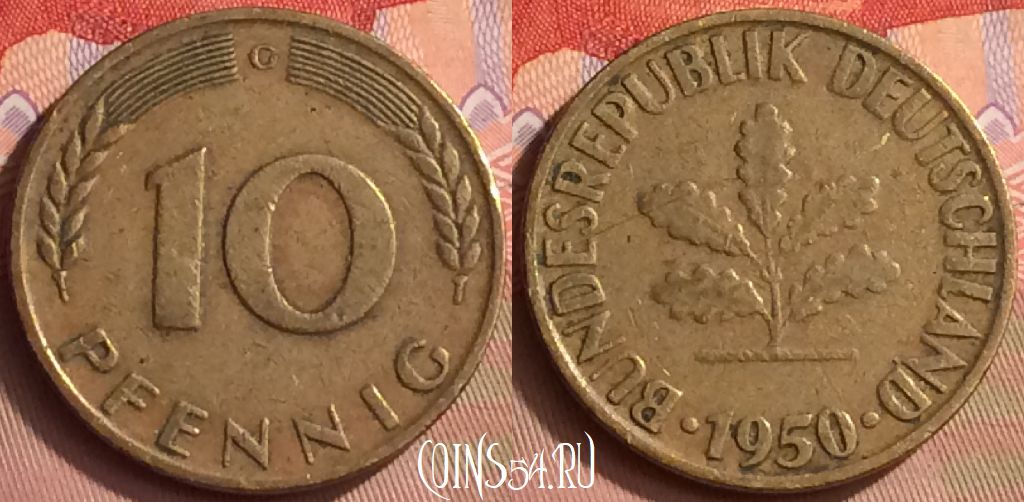 G
10
PFENNIG
BUNDESREPUBLIK DEUTSCHLAND
· 1950 ·
COINS54.RU